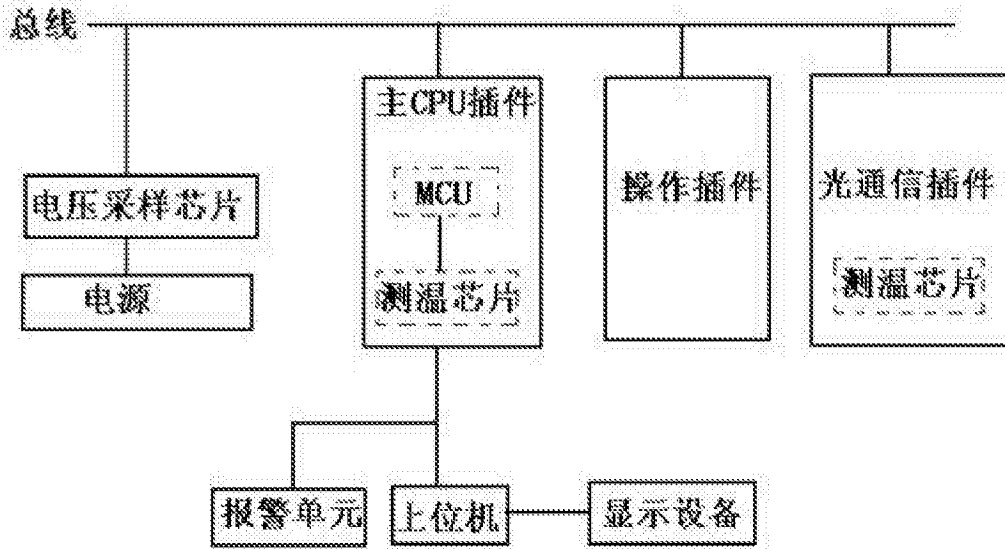 总线
主CPU插件
MCU
测温芯片
电压采样芯片
电源
操作插件
光通信插件
测温芯片
报警单元
上位机
显示设备